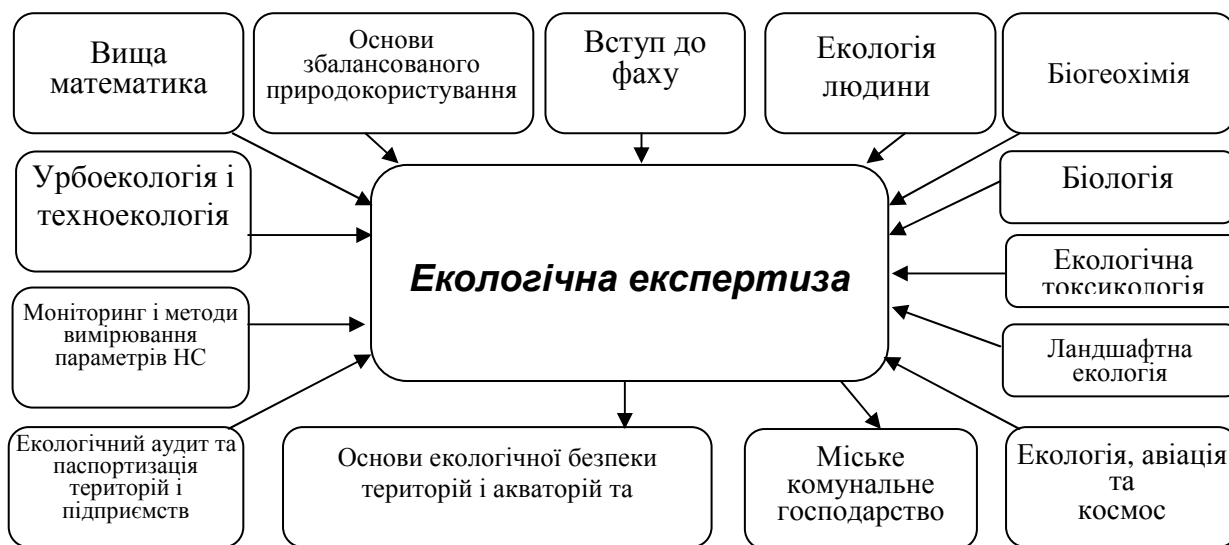 Вища
математика
Основи
збалансованого
природокористування
Вступ до
фаху
Екологія
людини
Біогеохімія
Урбоекологія і
техноекологія
Біологія
Екологічна експертиза
Екологічна
токсикологія
Моніторинг і методи
вимірювання
параметрів НС
Ландшафтна
екологія
Екологічний аудит та
паспортизація
територій і
підприємств
Основи екологічної безпеки
територій і акваторій та
Міське
комунальне
господарство
Екологія, авіація
та
космос